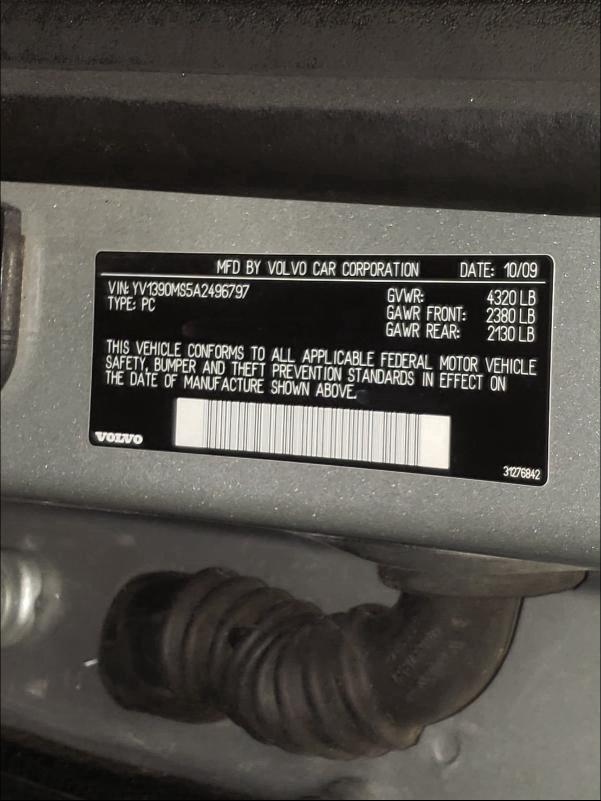 MFD BY VOLVO CAR CORPORATION DATE: 10/09
VIN: YV1390MS5A2496797 GVWR: 4320 LB
TYPE: PC GAWR FRONT: 2380 LB
GAWR REAR: 2130 LB
THIS VEHICLE CONFORMS TO ALL APPLICABLE FEDERAL MOTOR VEHICLE
SAFETY, BUMPER AND THEFT PREVENTION STANDARDS IN EFFECT ON
THE DATE OF MANUFACTURE SHOWN ABOVE.
VOLVO
31276842